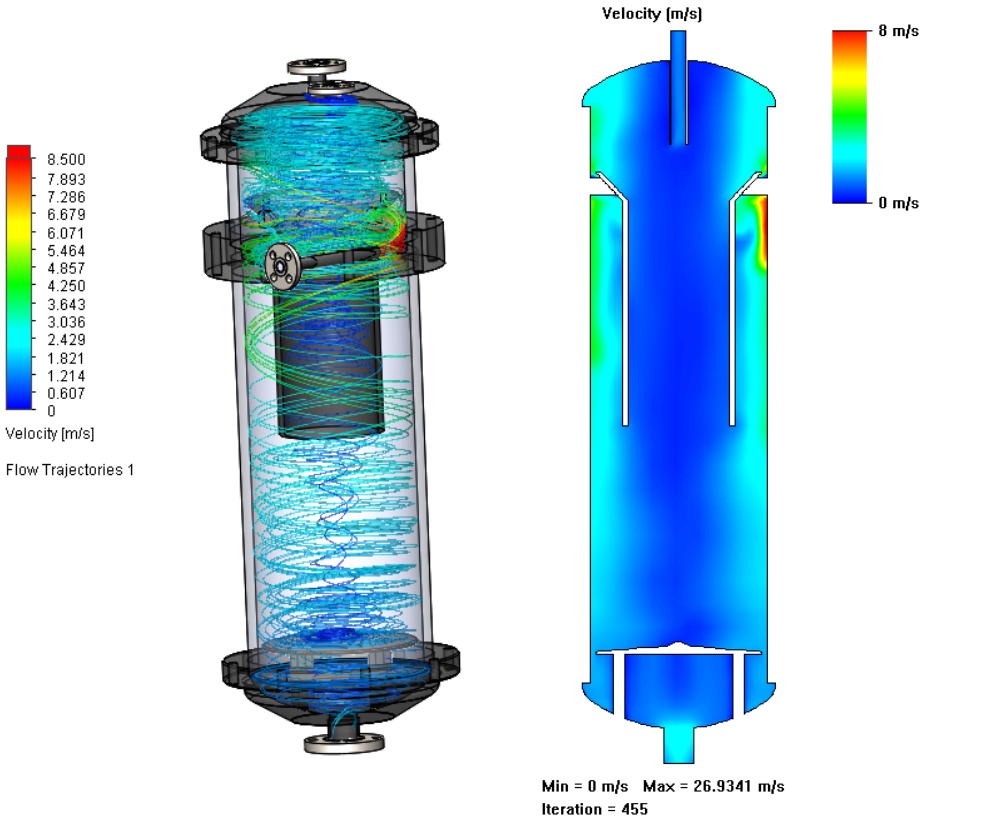 Velocity [m/s]
8 m/s
0 m/s
8.500
7.893
7.286
6.679
6.071
5.464
4.857
4.250
3.643
3.036
2.429
1.821
1.214
0.607
0
Velocity [m/s]
Flow Trajectories 1
Min = 0 m/s   Max = 26.9341 m/s
Iteration = 455